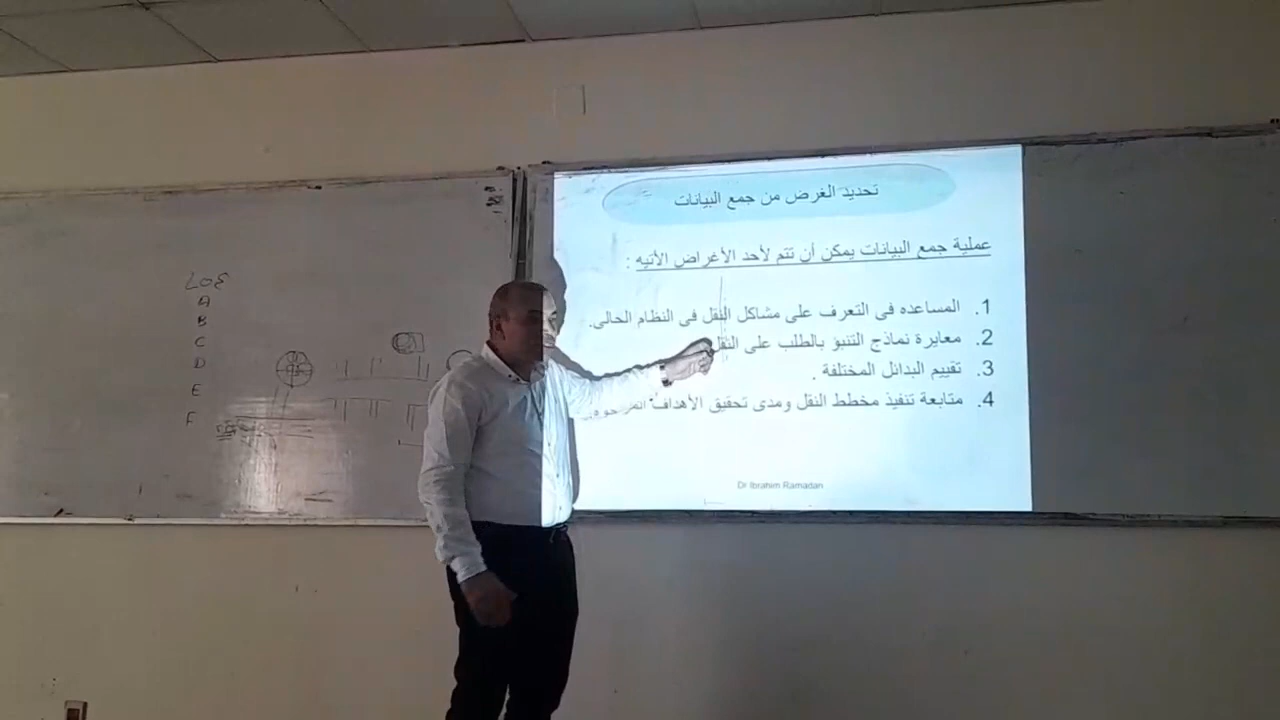 تحديد الغرض من جمع البيانات
عملية جمع البيانات يمكن أن تتم لأحد الأغراض الأتيه :
1. المساعده فى التعرف على مشاكل النقل فى النظام الحالى.
2. معايرة نماذج التنبؤ بالطلب على النقل
3. تقييم البدائل المختلفة .
4. متابعة تنفيذ مخطط النقل ومدى تحقيق الأهداف
Dr Ibrahim Ramadan
LOS
A
B
C
D
E
F